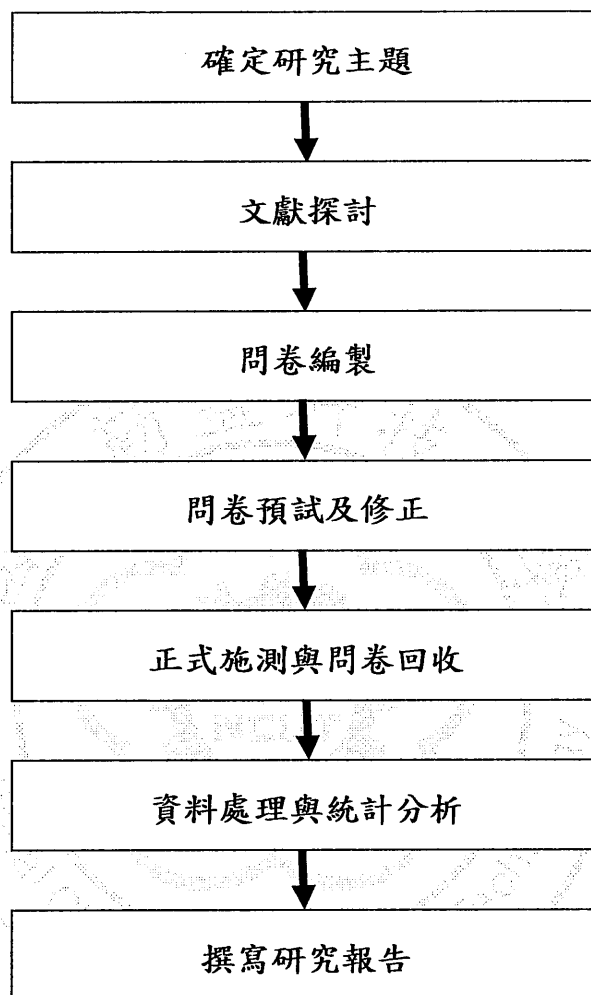 確定研究主題
文獻探討
問卷編製
問卷預試及修正
正式施測與問卷回收
資料處理與統計分析
撰寫研究報告